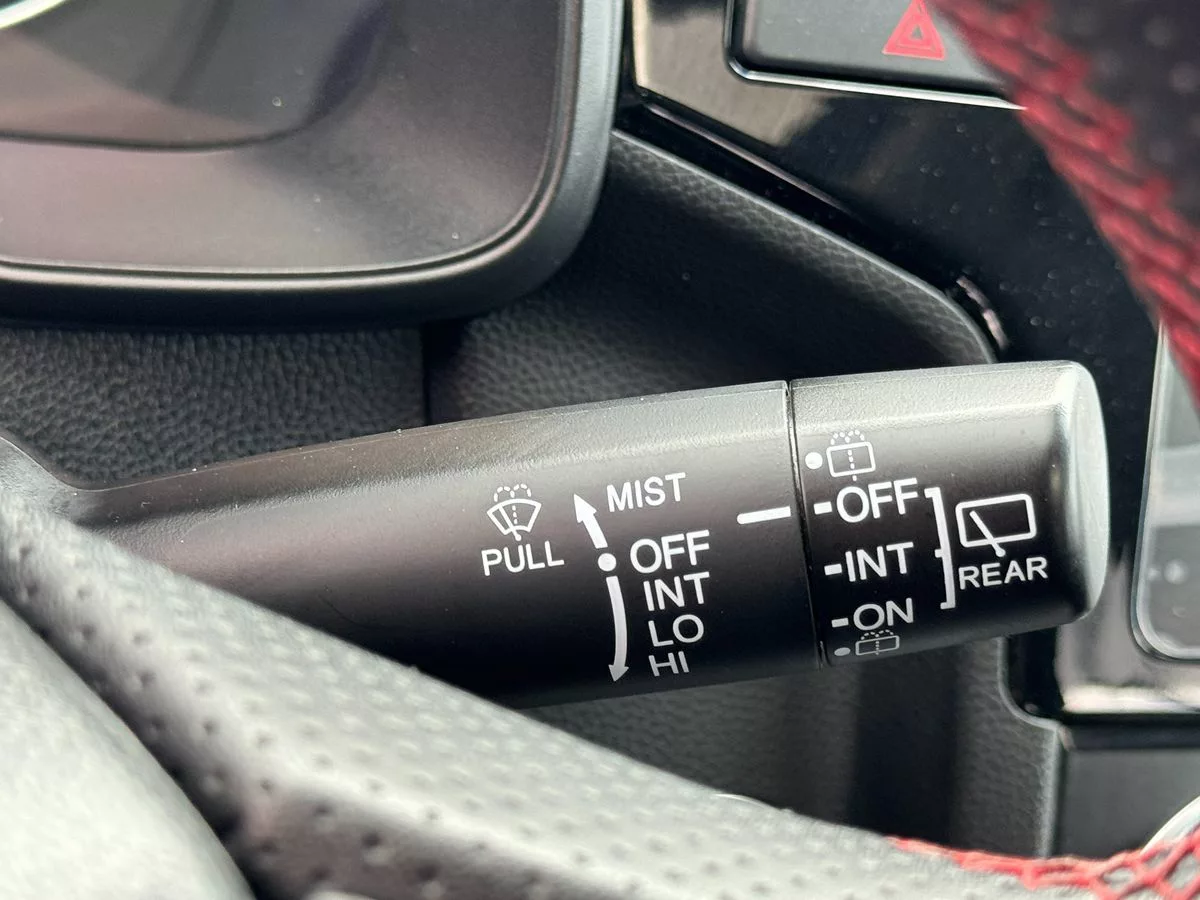 PULL
MIST
OFF
INT
LO
HI
-OFF
-INT
-ON
REAR